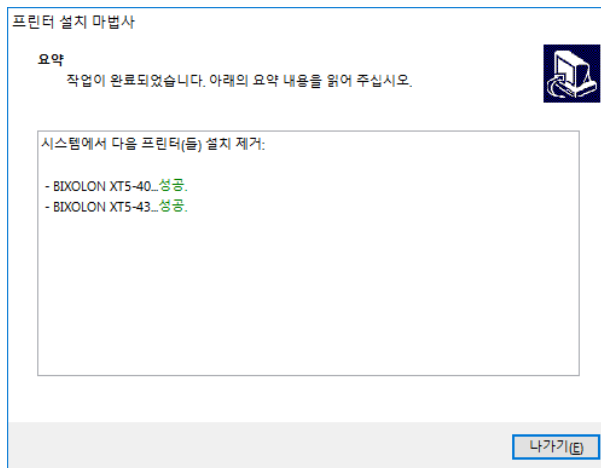 프린터 설치 마법사
요약
작업이 완료되었습니다. 아래의 요약 내용을 읽어 주십시오.
시스템에서 다음 프린터(들) 설치 제거:
- BIXOLON XT5-40...성공.
- BIXOLON XT5-43...성공.
나가기(E)